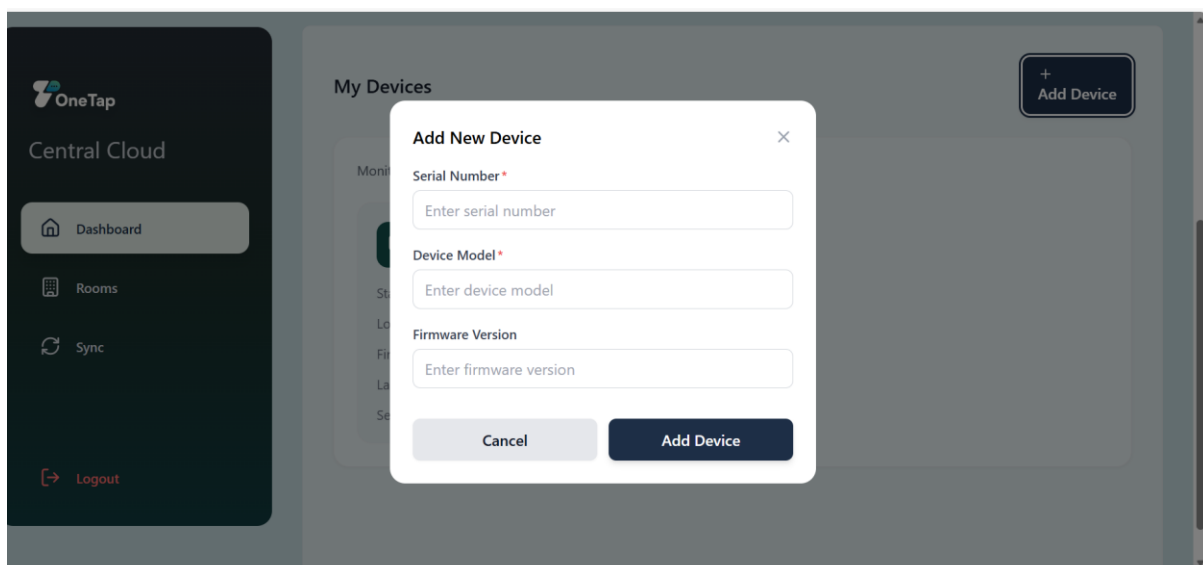 OneTap
Central Cloud
Dashboard
Rooms
Sync
Logout
My Devices
+
Add Device
Add New Device
Serial Number*
Enter serial number
Device Model*
Enter device model
Firmware Version
Enter firmware version
Cancel
Add Device